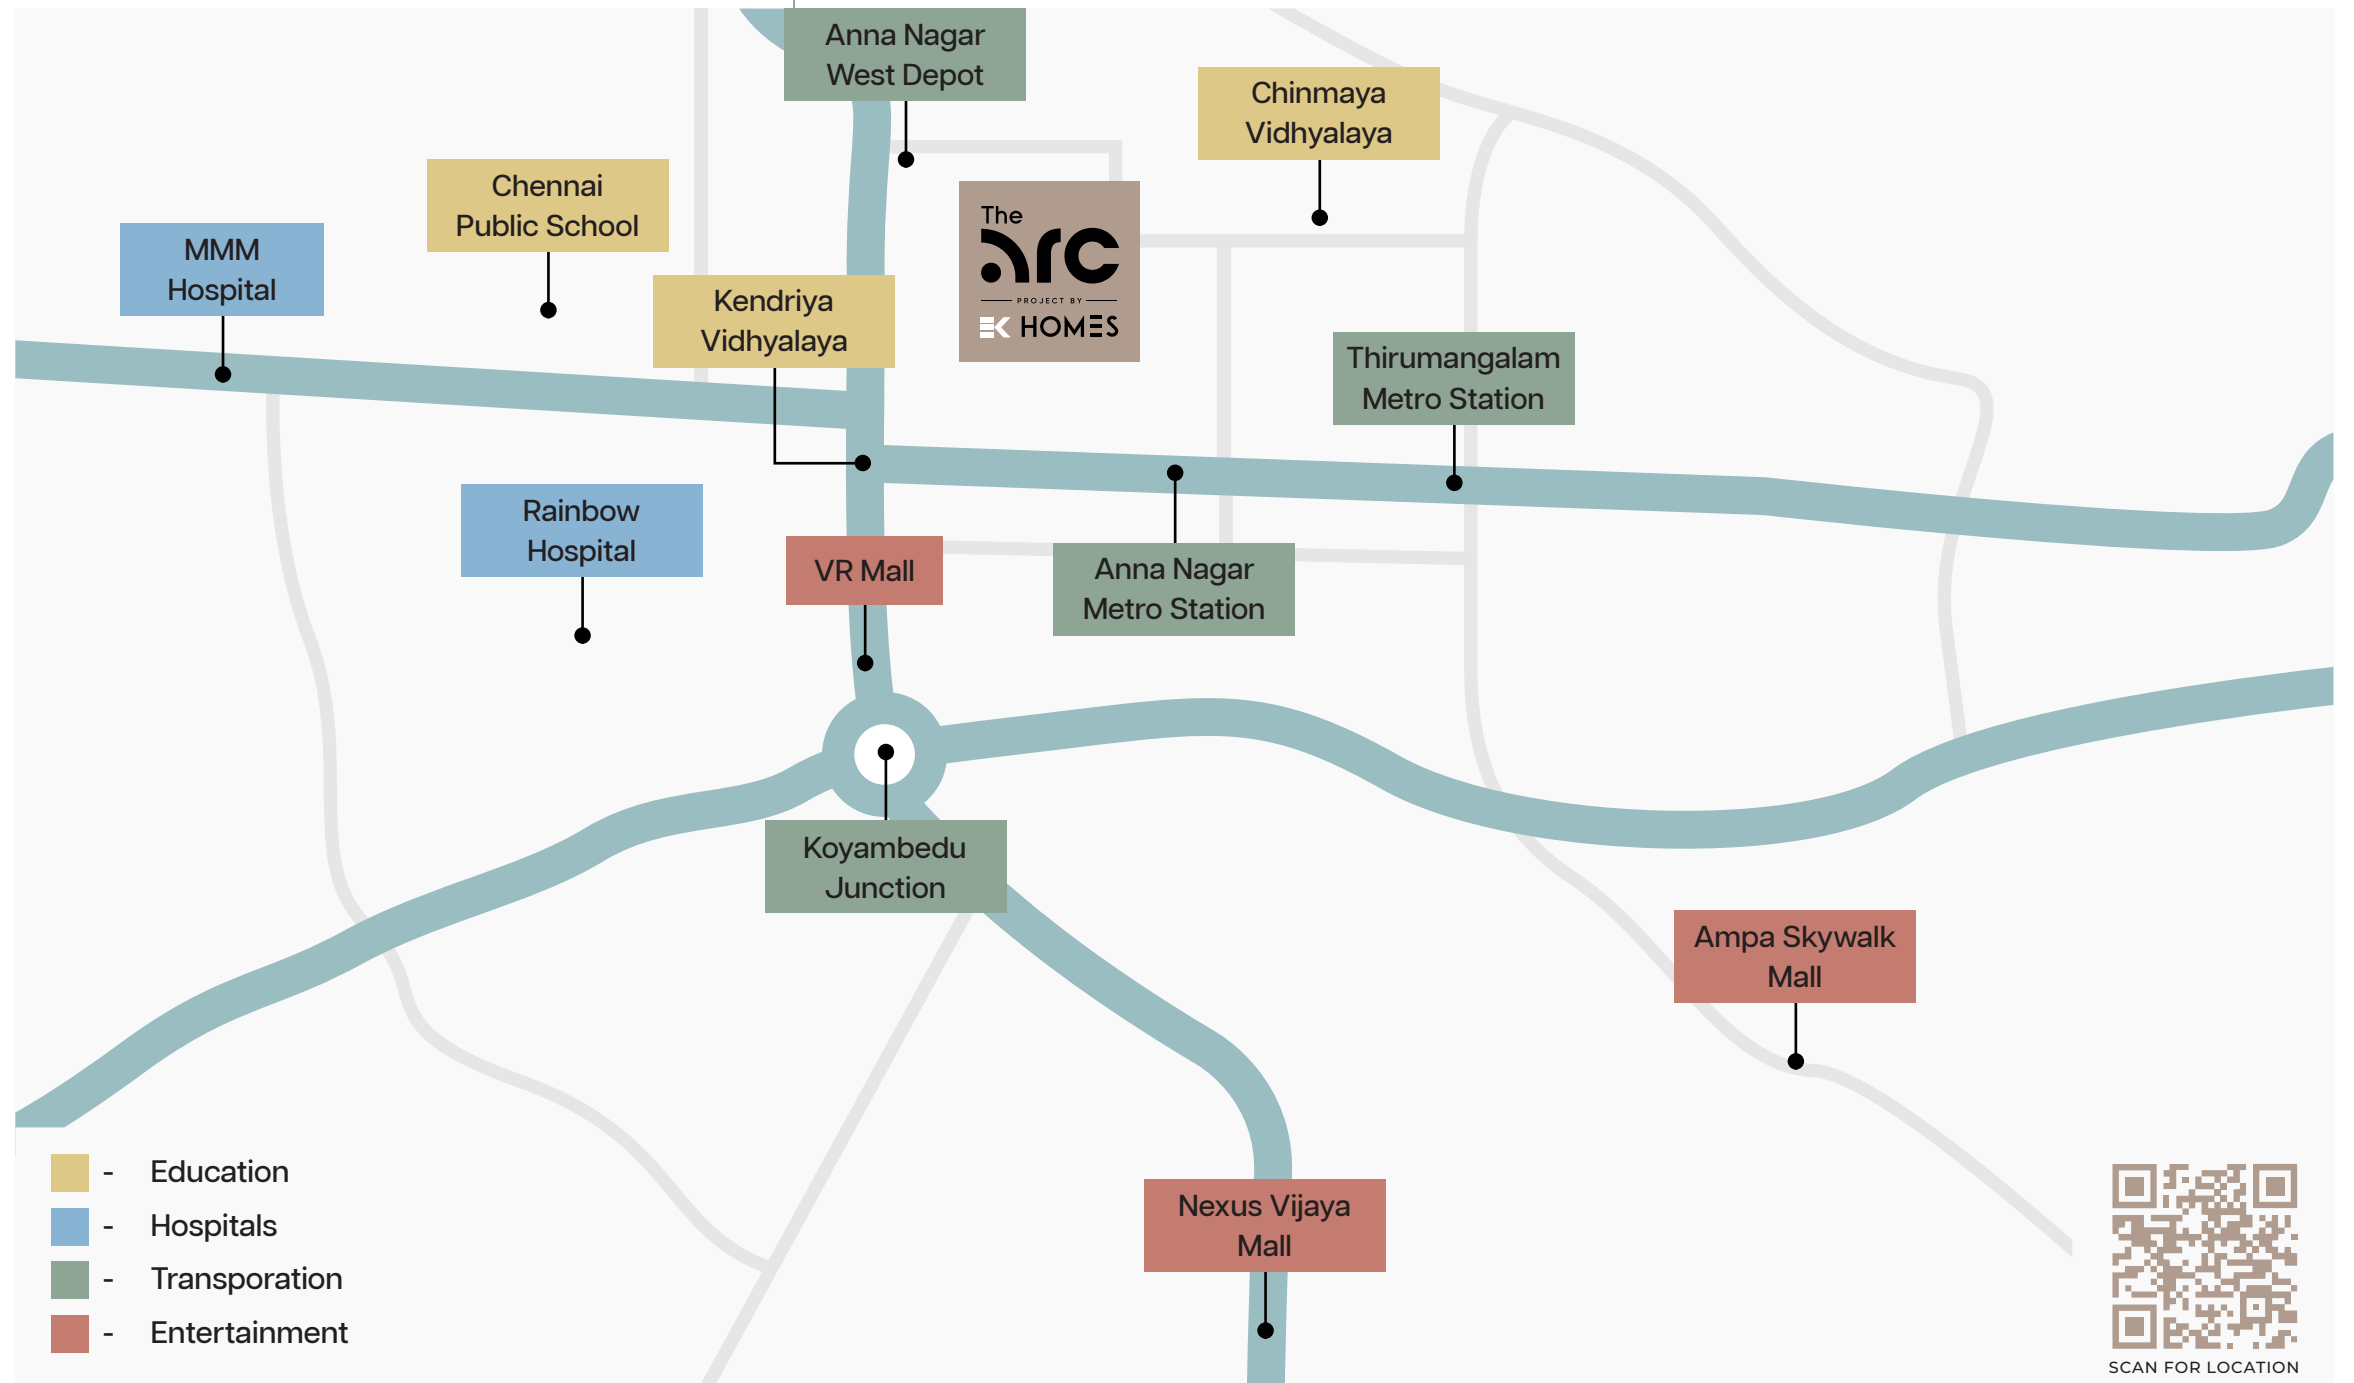 Anna Nagar
West Depot
Chinmaya
Vidhyalaya
Chennai
Public School
MMM
Hospital
The
arc
PROJECT BY
EK HOMES
Kendriya
Vidhyalaya
Thirumangalam
Metro Station
Rainbow
Hospital
VR Mall
Anna Nagar
Metro Station
Koyambedu
Junction
Ampa Skywalk
Mall
Nexus Vijaya
Mall
- Education
- Hospitals
- Transporation
- Entertainment
SCAN FOR LOCATION